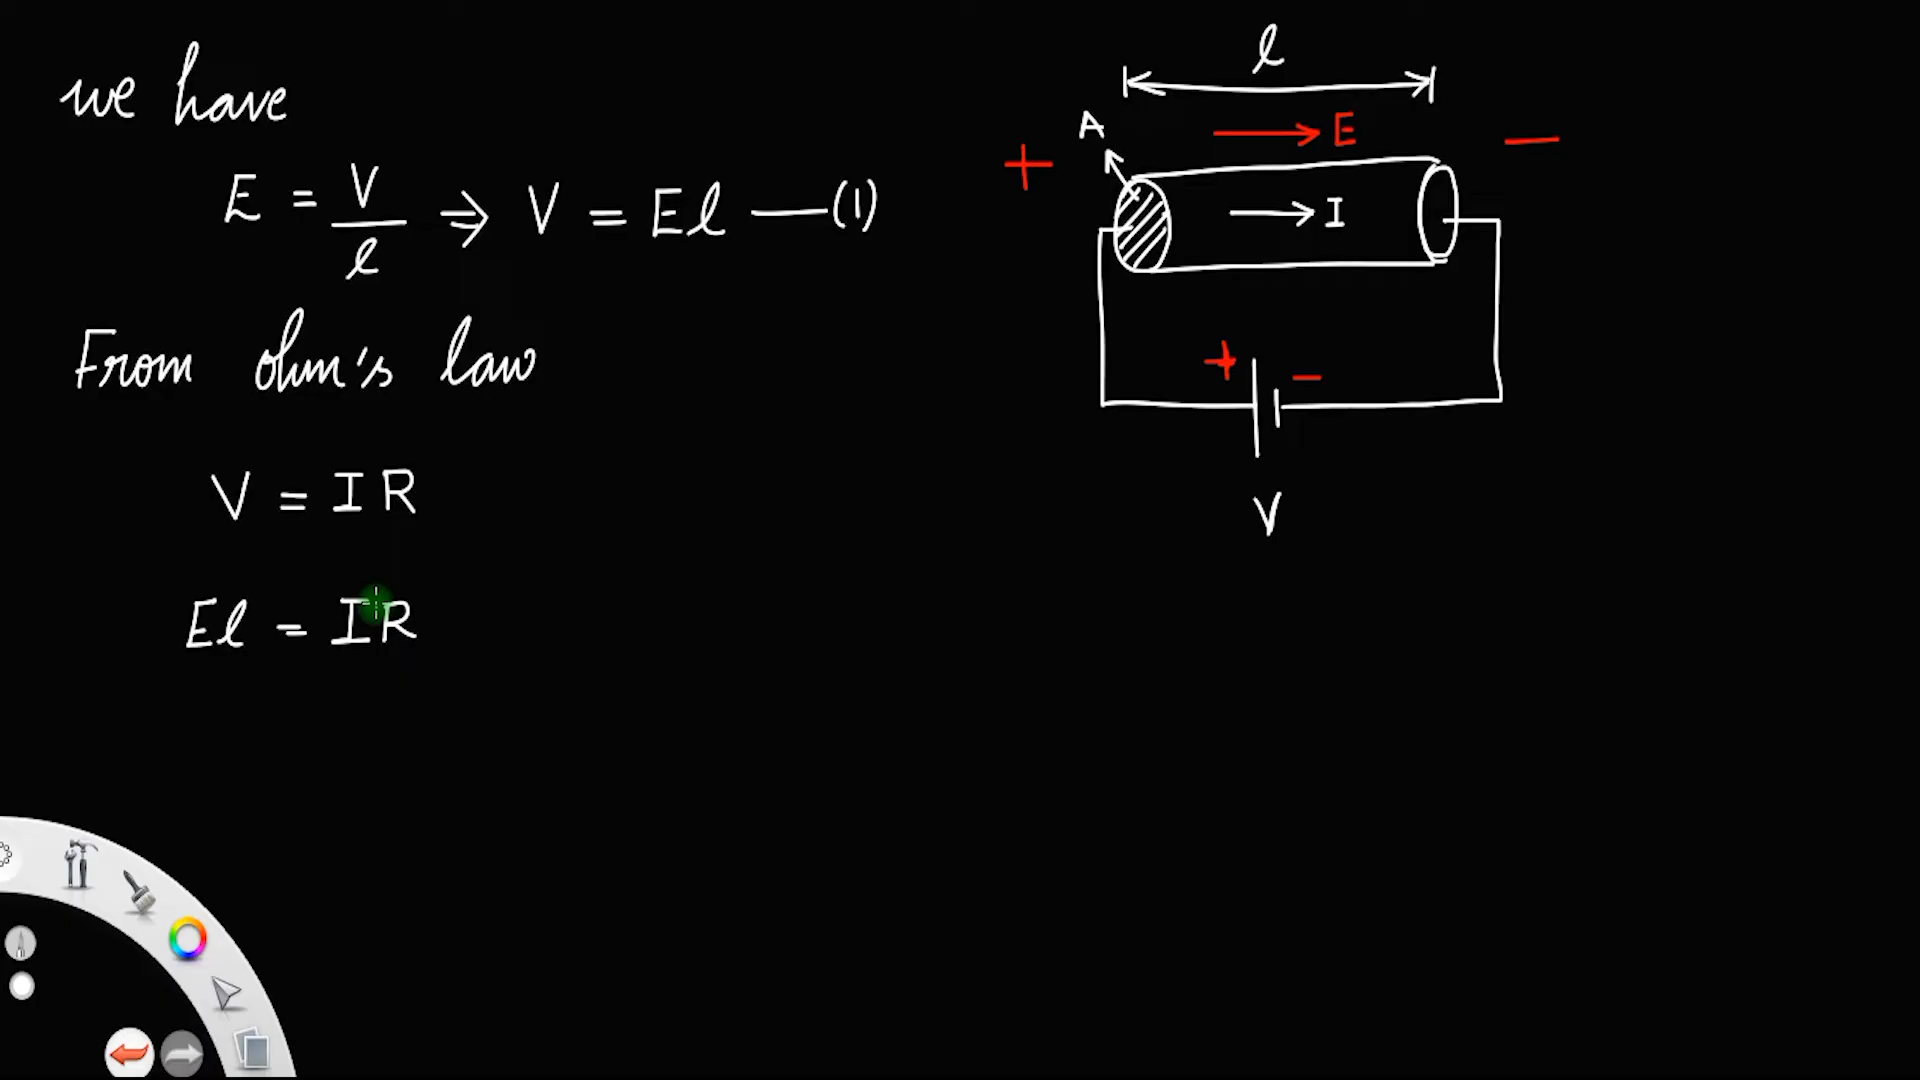 we have
E = V/l ⇒ V = El —(1)
From ohm's law
V = IR
El = IR
l
A
E
+
−
I
+
−
V